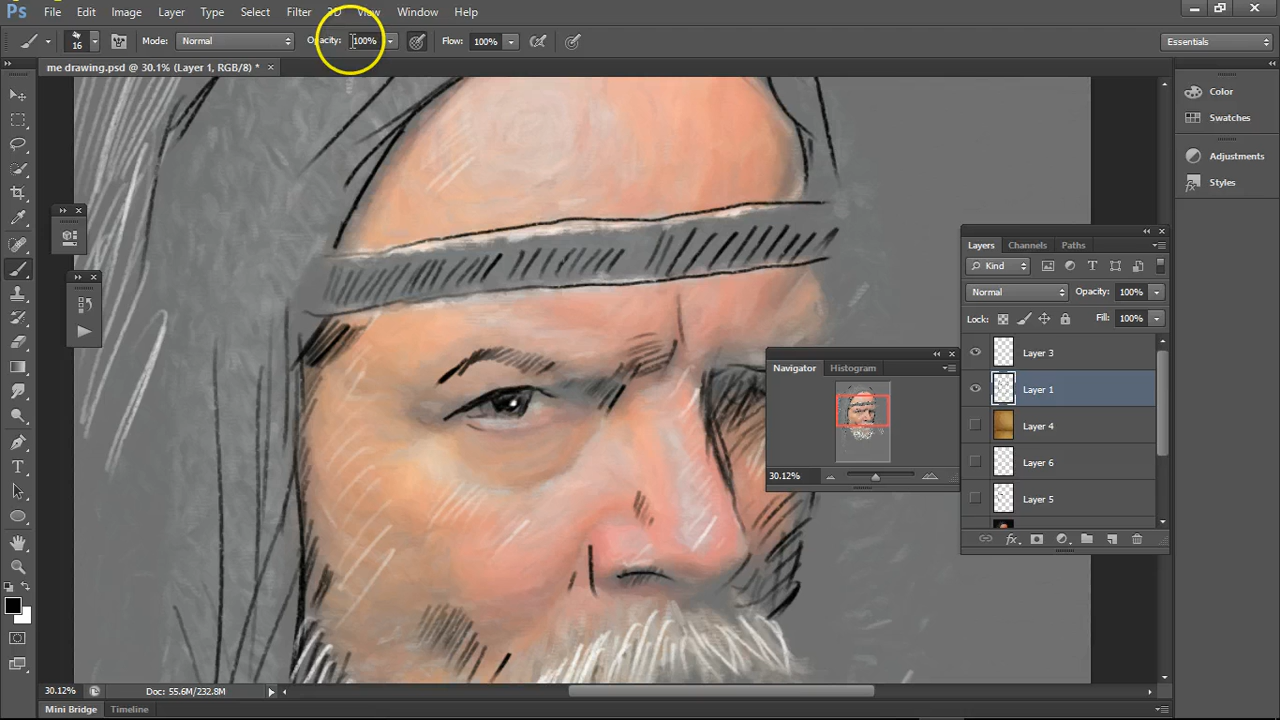 Ps File Edit Image Layer Type Select Filter 3D View Window Help
16 Mode: Normal Opacity: 100% Flow: 100% Essentials
me drawing.psd @ 30.1% (Layer 1, RGB/8) * ×
Color
Swatches
Adjustments
Styles
Layers Channels Paths
Kind T
Normal Opacity: 100%
Lock: Fill: 100%
Layer 3
Layer 1
Layer 4
Layer 6
Layer 5
fx
Navigator Histogram
30.12%
T
30.12% Doc: 55.6M/232.8M
Mini Bridge Timeline